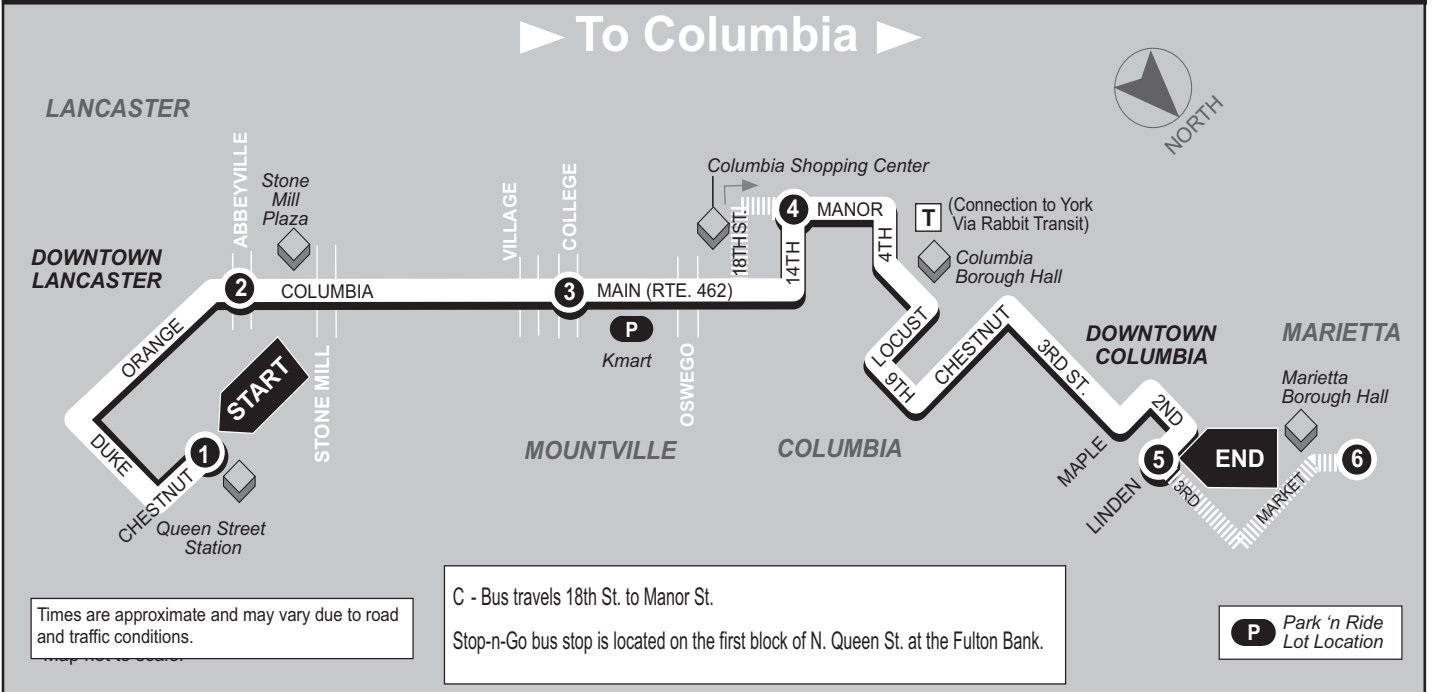 To Columbia
NORTH
LANCASTER
ABBEYVILLE
Stone
Mill
Plaza
VILLAGE
COLLEGE
Columbia Shopping Center
18TH ST.
4
MANOR
14TH
4TH
T
(Connection to York
Via Rabbit Transit)
Columbia
Borough Hall
DOWNTOWN
LANCASTER
2
COLUMBIA
3
MAIN (RTE. 462)
P
Kmart
OSWEGO
STONE MILL
ORANGE
START
DUKE
1
CHESTNUT
Queen Street
Station
MOUNTVILLE
COLUMBIA
LOCUST
9TH
CHESTNUT
3RD ST.
DOWNTOWN
COLUMBIA
MARIETTA
Marietta
Borough Hall
2ND
MAPLE
LINDEN
5
END
3RD
MARKET
6
Times are approximate and may vary due to road
and traffic conditions.
C - Bus travels 18th St. to Manor St.
Stop-n-Go bus stop is located on the first block of N. Queen St. at the Fulton Bank.
P
Park 'n Ride
Lot Location